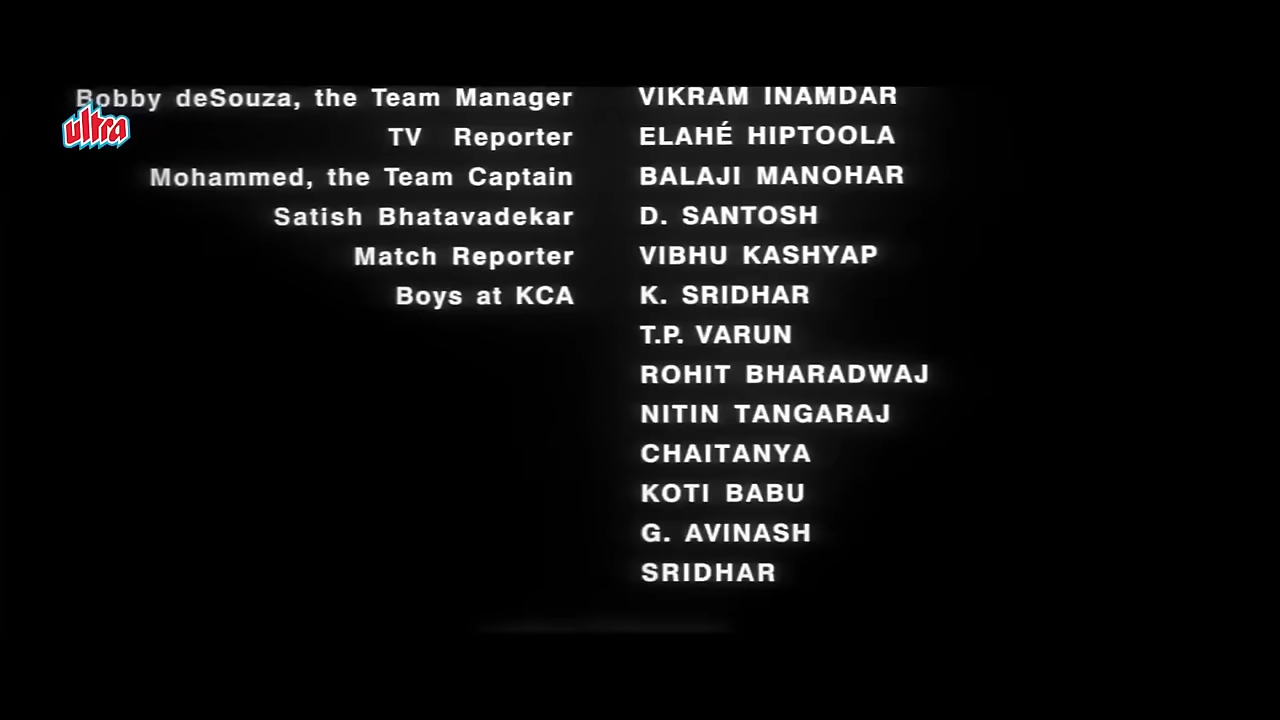 Bobby deSouza, the Team Manager VIKRAM INAMDAR
ultra
TV Reporter ELAHÉ HIPTOOLA
Mohammed, the Team Captain BALAJI MANOHAR
Satish Bhatavadekar D. SANTOSH
Match Reporter VIBHU KASHYAP
Boys at KCA K. SRIDHAR
T.P. VARUN
ROHIT BHARADWAJ
NITIN TANGARAJ
CHAITANYA
KOTI BABU
G. AVINASH
SRIDHAR